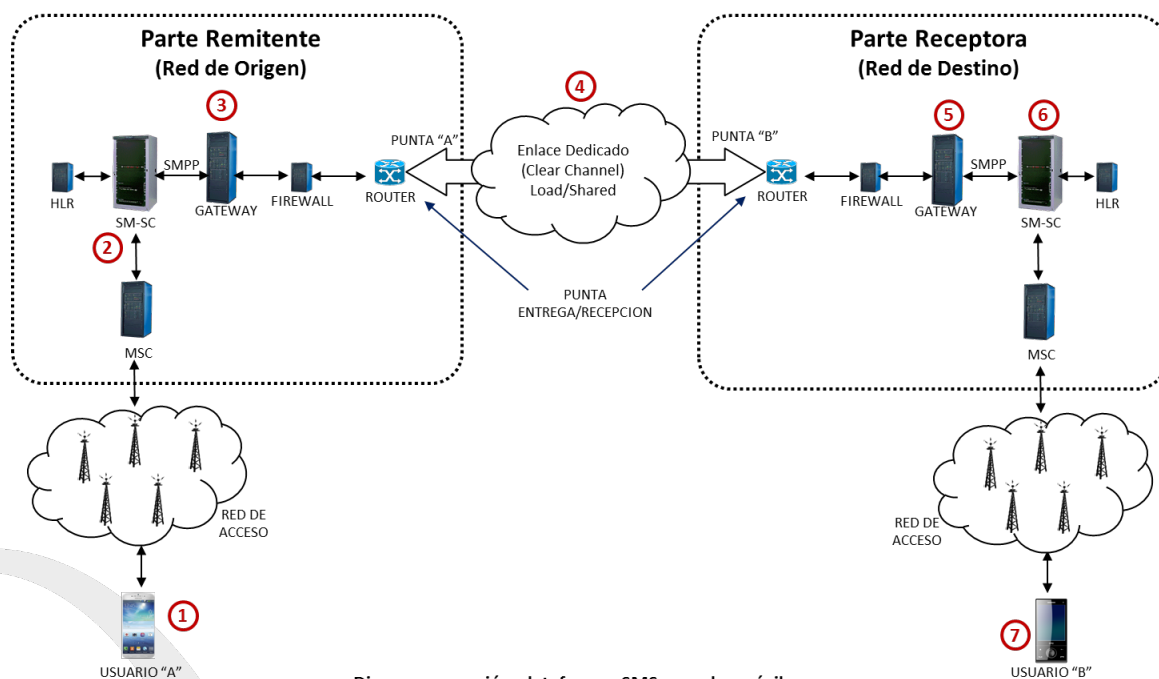 Parte Remitente
(Red de Origen)
Parte Receptora
(Red de Destino)
3
4
5
6
PUNTA “A”
PUNTA “B”
Enlace Dedicado
(Clear Channel)
Load/Shared
SMPP
SMPP
HLR
SM-SC
GATEWAY
FIREWALL
ROUTER
ROUTER
FIREWALL
GATEWAY
SM-SC
HLR
2
PUNTA
ENTREGA/RECEPCION
MSC
MSC
RED DE
ACCESO
RED DE
ACCESO
1
7
USUARIO “A”
USUARIO “B”